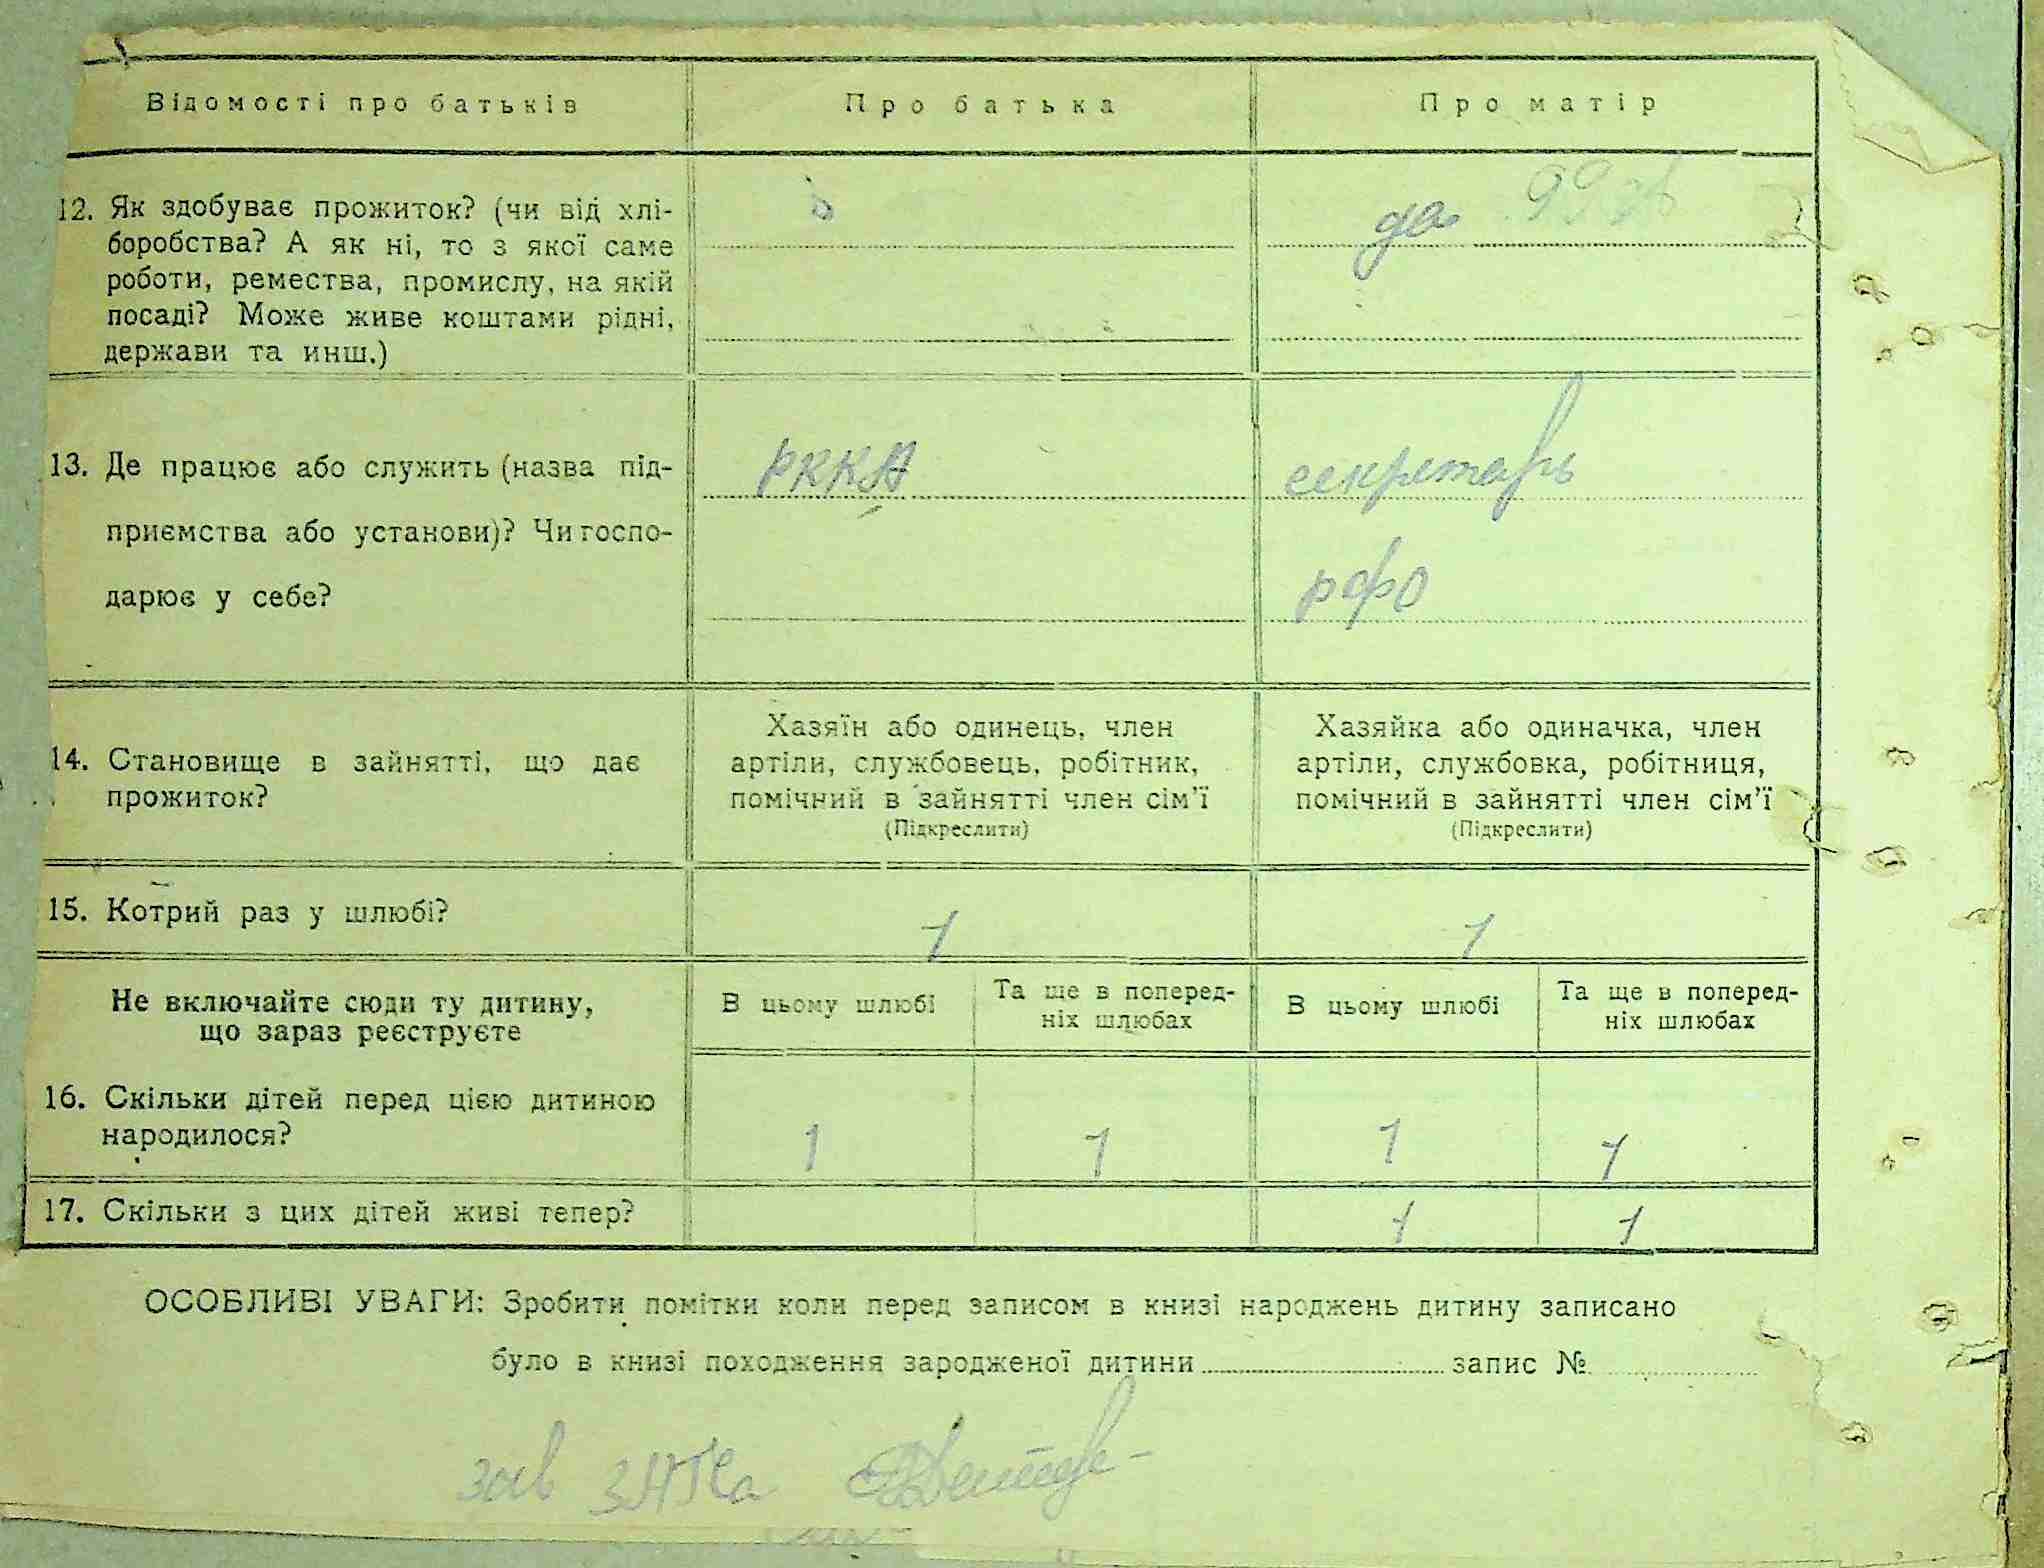 Відомості про батьків
Про батька
Про матір
12. Як здобуває прожиток? (чи від хлі-
боробства? А як ні, то з якої саме
роботи, ремества, промислу, на якій
посаді? Може живе коштами рідні,
держави та инш.)
да
13. Де працює або служить (назва під-
приємства або установи)? Чи госпо-
дарює у себе?
РККА
секретарь
рфо
14. Становище в зайнятті, що дає
прожиток?
Хазяїн або одинець, член
артіли, службовець, робітник,
помічний в зайнятті член сім'ї
(Підкреслити)
Хазяйка або одиначка, член
артіли, службовка, робітниця,
помічний в зайнятті член сім'ї
(Підкреслити)
15. Котрий раз у шлюбі?
1
1
Не включайте сюди ту дитину,
що зараз реєструєте
В цьому шлюбі
Та ще в поперед-
ніх шлюбах
В цьому шлюбі
Та ще в поперед-
ніх шлюбах
16. Скільки дітей перед цією дитиною
народилося?
1
1
1
1
17. Скільки з цих дітей живі тепер?
1
1
ОСОБЛИВІ УВАГИ: Зробити помітки коли перед записом в книзі народжень дитину записано
було в книзі походження зародженої дитини запис №
зав ЗАГСа